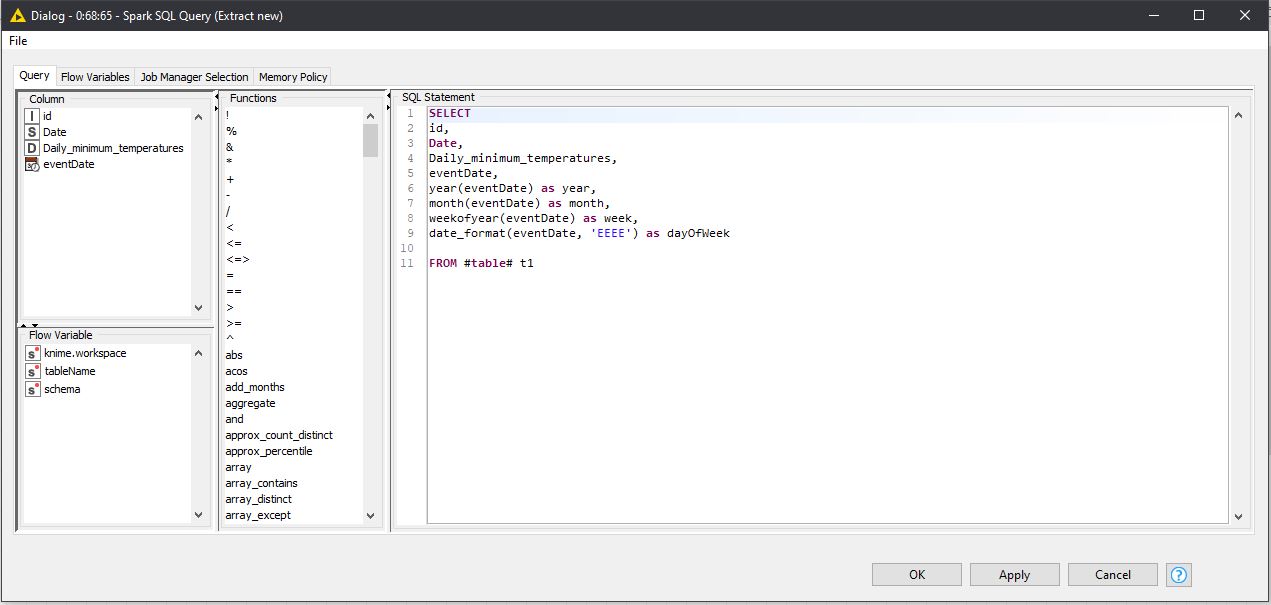 Dialog - 0:68:65 - Spark SQL Query (Extract new)
File
Query Flow Variables Job Manager Selection Memory Policy
Column
I id
S Date
D Daily_minimum_temperatures
eventDate
Flow Variable
s knime.workspace
s tableName
s schema
Functions
!
%
&
*
+
-
/
<
<=
<=>
=
==
>
>=
^
abs
acos
add_months
aggregate
and
approx_count_distinct
approx_percentile
array
array_contains
array_distinct
array_except
SQL Statement
1 SELECT
2 id,
3 Date,
4 Daily_minimum_temperatures,
5 eventDate,
6 year(eventDate) as year,
7 month(eventDate) as month,
8 weekofyear(eventDate) as week,
9 date_format(eventDate, 'EEEE') as dayOfWeek
10
11 FROM #table# t1
OK Apply Cancel ?